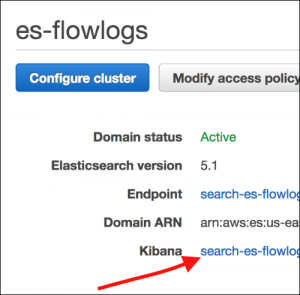 es-flowlogs
Configure cluster Modify access policy
Domain status Active
Elasticsearch version 5.1
Endpoint search-es-flowlog
Domain ARN arn:aws:es:us-ea
Kibana search-es-flowlog